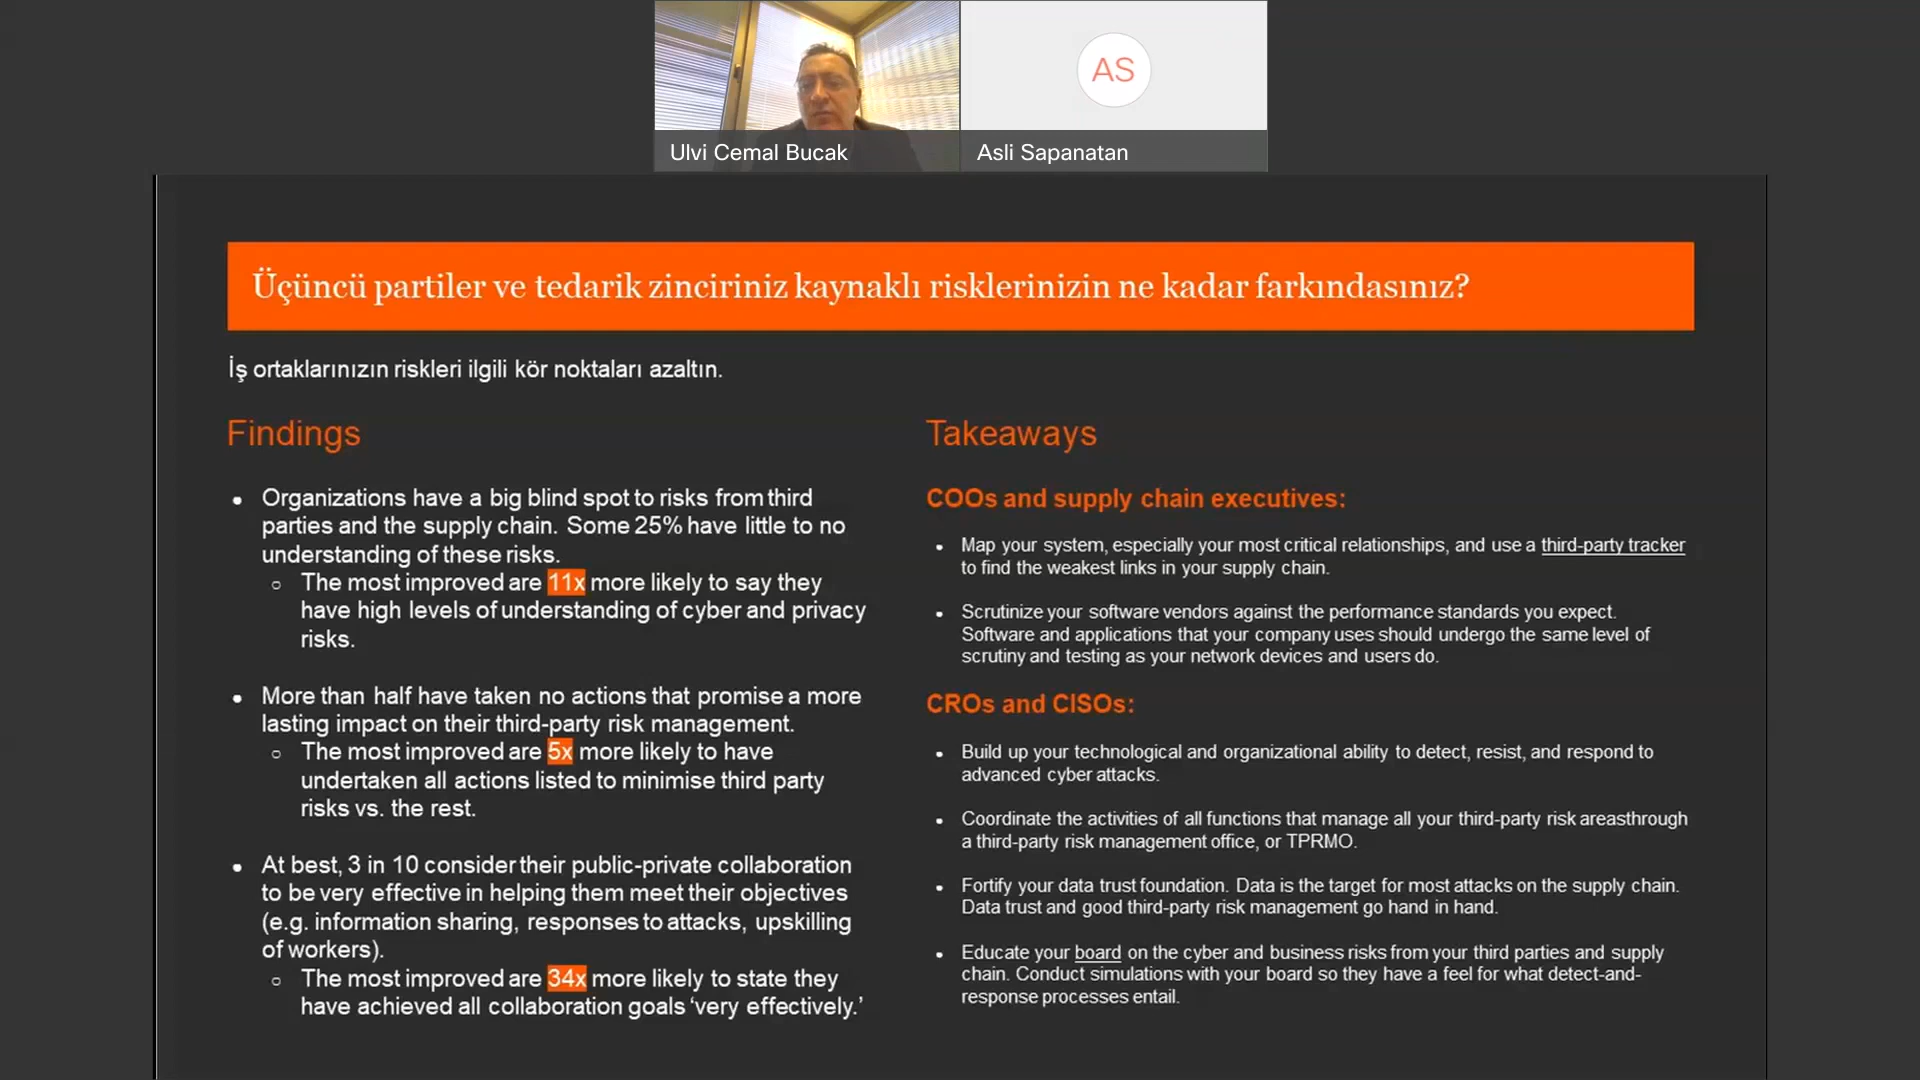 AS
Ulvi Cemal Bucak
Asli Sapanatan
Üçüncü partiler ve tedarik zinciriniz kaynaklı risklerinizin ne kadar farkındasınız?
İş ortaklarınızın riskleri ilgili kör noktaları azaltın.
Findings
• Organizations have a big blind spot to risks from third
parties and the supply chain. Some 25% have little to no
understanding of these risks.
○ The most improved are 11x more likely to say they
have high levels of understanding of cyber and privacy
risks.
• More than half have taken no actions that promise a more
lasting impact on their third-party risk management.
○ The most improved are 5x more likely to have
undertaken all actions listed to minimise third party
risks vs. the rest.
• At best, 3 in 10 consider their public-private collaboration
to be very effective in helping them meet their objectives
(e.g. information sharing, responses to attacks, upskilling
of workers).
○ The most improved are 34x more likely to state they
have achieved all collaboration goals ‘very effectively.’
Takeaways
COOs and supply chain executives:
• Map your system, especially your most critical relationships, and use a third-party tracker
to find the weakest links in your supply chain.
• Scrutinize your software vendors against the performance standards you expect.
Software and applications that your company uses should undergo the same level of
scrutiny and testing as your network devices and users do.
CROs and CISOs:
• Build up your technological and organizational ability to detect, resist, and respond to
advanced cyber attacks.
• Coordinate the activities of all functions that manage all your third-party risk areasthrough
a third-party risk management office, or TPRMO.
• Fortify your data trust foundation. Data is the target for most attacks on the supply chain.
Data trust and good third-party risk management go hand in hand.
• Educate your board on the cyber and business risks from your third parties and supply
chain. Conduct simulations with your board so they have a feel for what detect-and-
response processes entail.